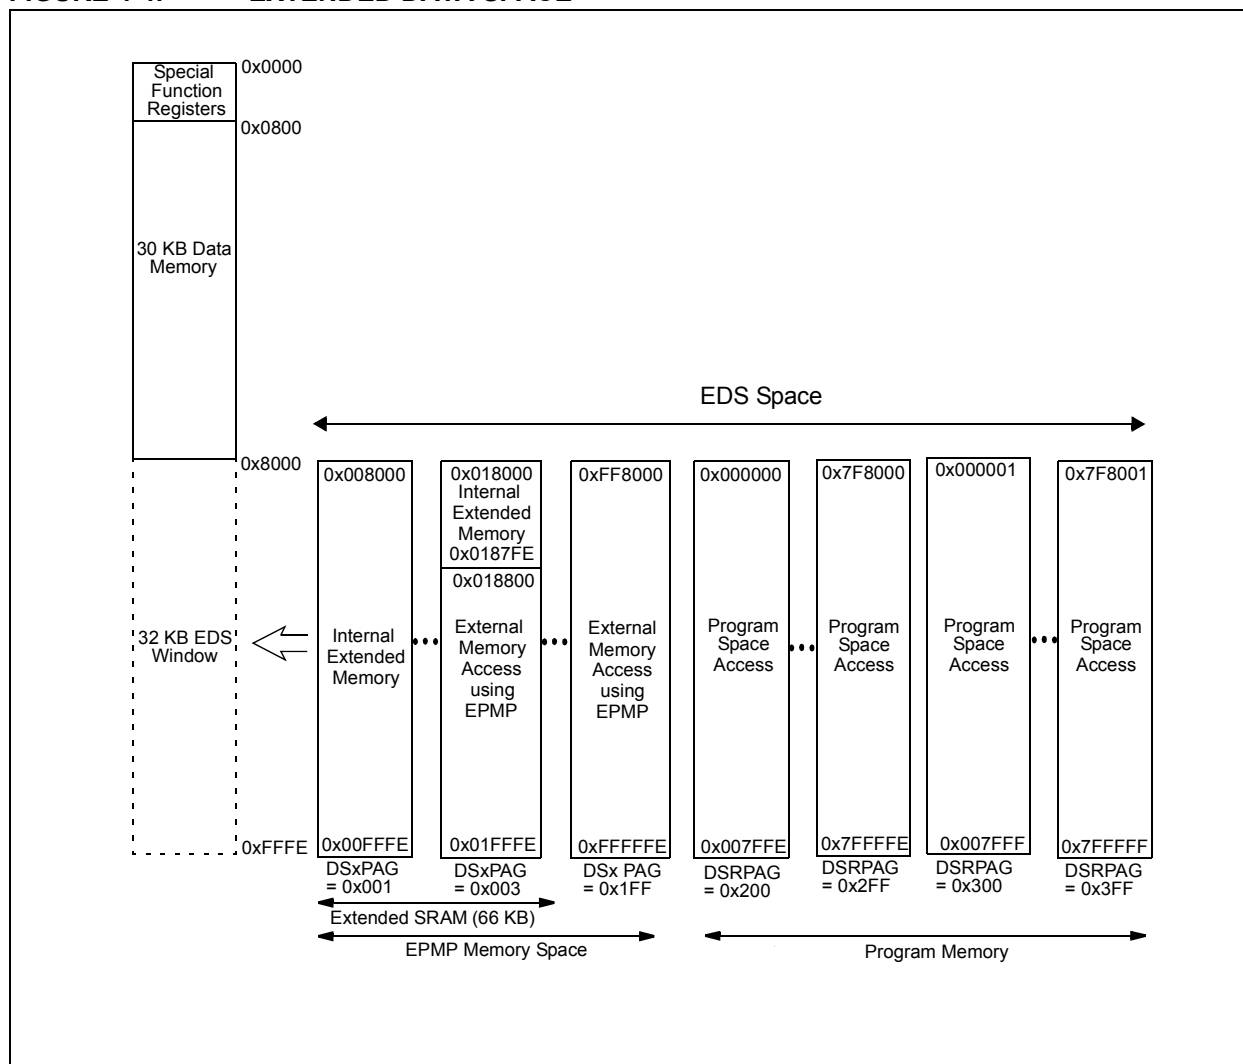 0x0000
Special
Function
Registers
0x0800
30 KB Data
Memory
EDS Space
0x8000
32 KB EDS
Window
0xFFFE
0x008000
Internal
Extended
Memory
0x00FFFE
DSxPAG
= 0x001
0x018000
Internal
Extended
Memory
0x0187FE
0x018800
External
Memory
Access
using
EPMP
0x01FFFE
DSxPAG
= 0x003
0xFF8000
External
Memory
Access
using
EPMP
0xFFFFFE
DSx PAG
= 0x1FF
0x000000
Program
Space
Access
0x007FFE
DSRPAG
= 0x200
0x7F8000
Program
Space
Access
0x7FFFFE
DSRPAG
= 0x2FF
0x000001
Program
Space
Access
0x007FFF
DSRPAG
= 0x300
0x7F8001
Program
Space
Access
0x7FFFFF
DSRPAG
= 0x3FF
Extended SRAM (66 KB)
EPMP Memory Space
Program Memory